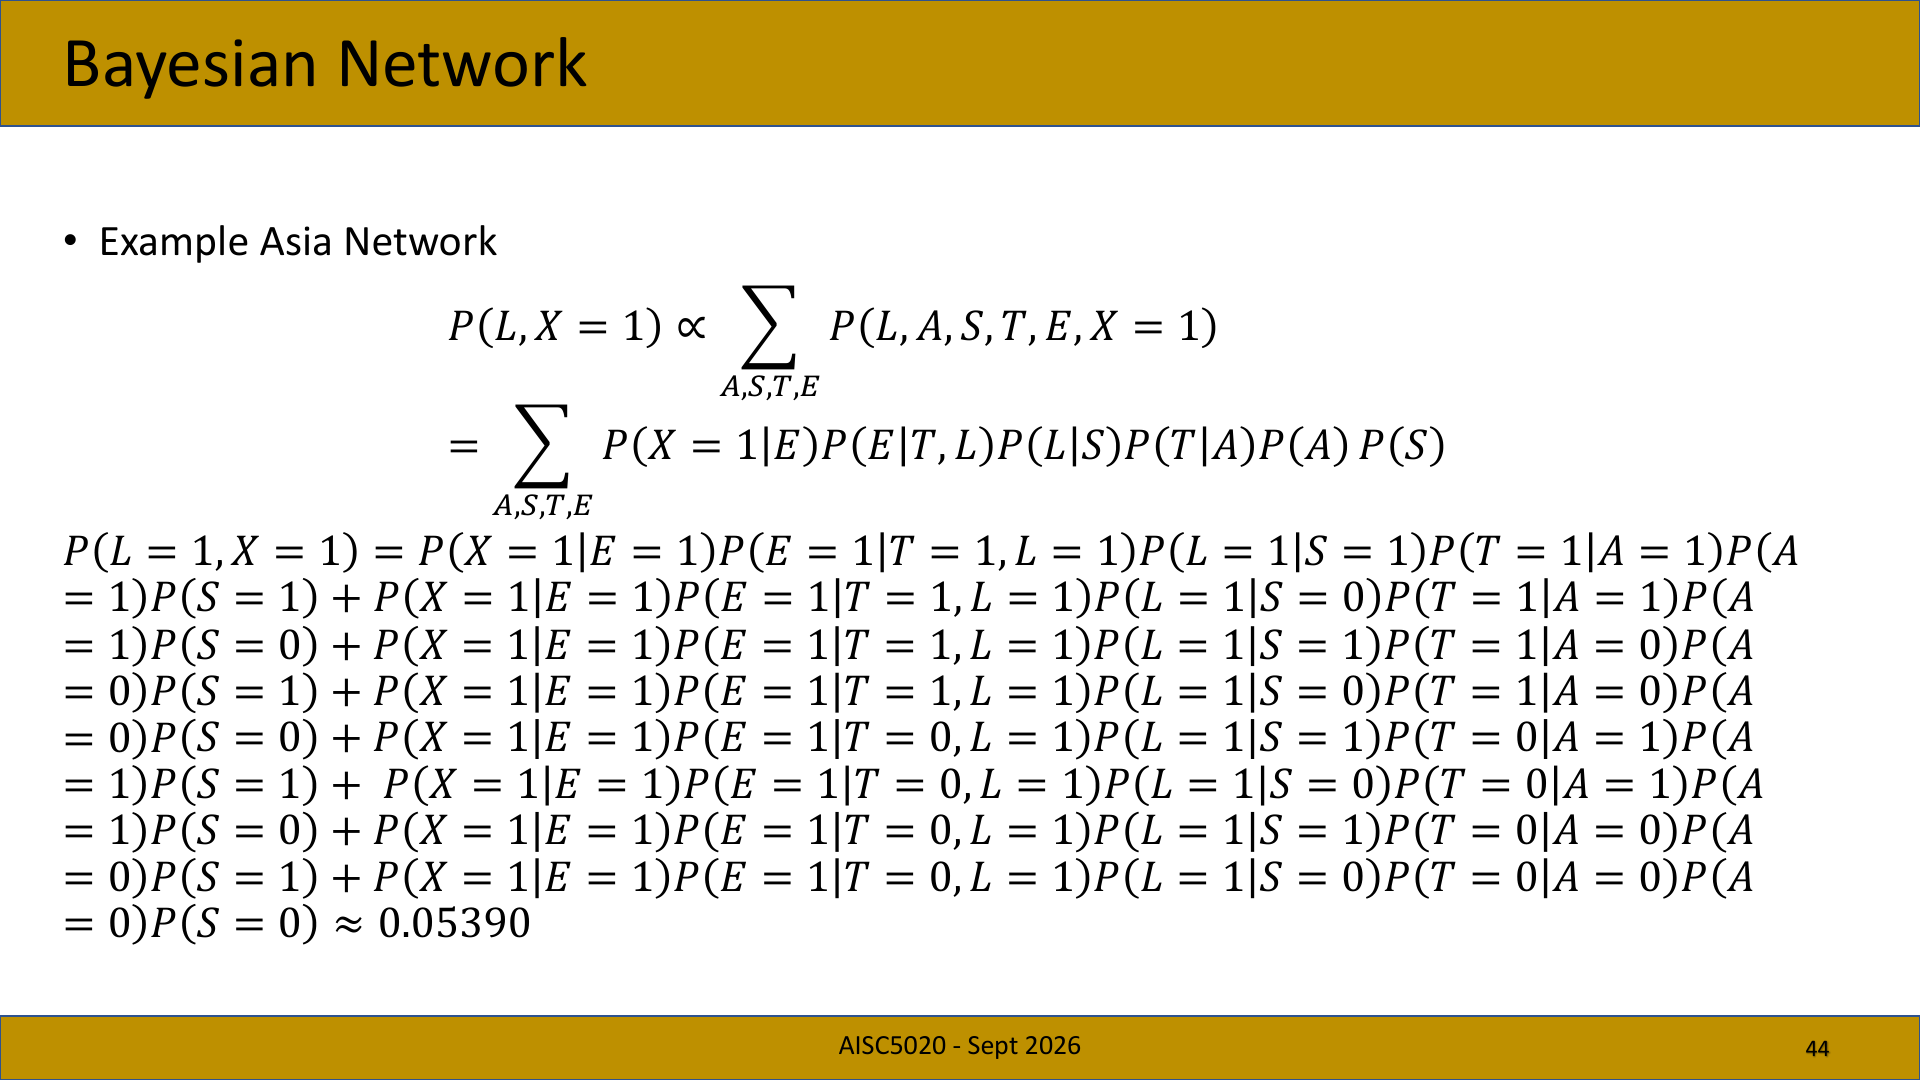 Bayesian Network
• Example Asia Network
𝑃(𝐿, 𝑋 = 1) ∝ ∑_{𝐴,𝑆,𝑇,𝐸} 𝑃(𝐿, 𝐴, 𝑆, 𝑇, 𝐸, 𝑋 = 1)
= ∑_{𝐴,𝑆,𝑇,𝐸} 𝑃(𝑋 = 1|𝐸)𝑃(𝐸|𝑇, 𝐿)𝑃(𝐿|𝑆)𝑃(𝑇|𝐴)𝑃(𝐴) 𝑃(𝑆)
𝑃(𝐿 = 1, 𝑋 = 1) = 𝑃(𝑋 = 1|𝐸 = 1)𝑃(𝐸 = 1|𝑇 = 1, 𝐿 = 1)𝑃(𝐿 = 1|𝑆 = 1)𝑃(𝑇 = 1|𝐴 = 1)𝑃(𝐴
= 1)𝑃(𝑆 = 1) + 𝑃(𝑋 = 1|𝐸 = 1)𝑃(𝐸 = 1|𝑇 = 1, 𝐿 = 1)𝑃(𝐿 = 1|𝑆 = 0)𝑃(𝑇 = 1|𝐴 = 1)𝑃(𝐴
= 1)𝑃(𝑆 = 0) + 𝑃(𝑋 = 1|𝐸 = 1)𝑃(𝐸 = 1|𝑇 = 1, 𝐿 = 1)𝑃(𝐿 = 1|𝑆 = 1)𝑃(𝑇 = 1|𝐴 = 0)𝑃(𝐴
= 0)𝑃(𝑆 = 1) + 𝑃(𝑋 = 1|𝐸 = 1)𝑃(𝐸 = 1|𝑇 = 1, 𝐿 = 1)𝑃(𝐿 = 1|𝑆 = 0)𝑃(𝑇 = 1|𝐴 = 0)𝑃(𝐴
= 0)𝑃(𝑆 = 0) + 𝑃(𝑋 = 1|𝐸 = 1)𝑃(𝐸 = 1|𝑇 = 0, 𝐿 = 1)𝑃(𝐿 = 1|𝑆 = 1)𝑃(𝑇 = 0|𝐴 = 1)𝑃(𝐴
= 1)𝑃(𝑆 = 1) + 𝑃(𝑋 = 1|𝐸 = 1)𝑃(𝐸 = 1|𝑇 = 0, 𝐿 = 1)𝑃(𝐿 = 1|𝑆 = 0)𝑃(𝑇 = 0|𝐴 = 1)𝑃(𝐴
= 1)𝑃(𝑆 = 0) + 𝑃(𝑋 = 1|𝐸 = 1)𝑃(𝐸 = 1|𝑇 = 0, 𝐿 = 1)𝑃(𝐿 = 1|𝑆 = 1)𝑃(𝑇 = 0|𝐴 = 0)𝑃(𝐴
= 0)𝑃(𝑆 = 1) + 𝑃(𝑋 = 1|𝐸 = 1)𝑃(𝐸 = 1|𝑇 = 0, 𝐿 = 1)𝑃(𝐿 = 1|𝑆 = 0)𝑃(𝑇 = 0|𝐴 = 0)𝑃(𝐴
= 0)𝑃(𝑆 = 0) ≈ 0.05390
AISC5020 - Sept 2026
44